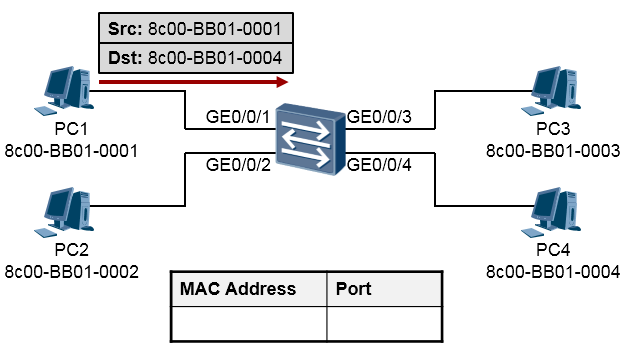 Src: 8c00-BB01-0001
Dst: 8c00-BB01-0004
GE0/0/1
GE0/0/3
PC1
PC3
8c00-BB01-0001
8c00-BB01-0003
GE0/0/2
GE0/0/4
PC2
PC4
8c00-BB01-0002
8c00-BB01-0004
MAC Address Port